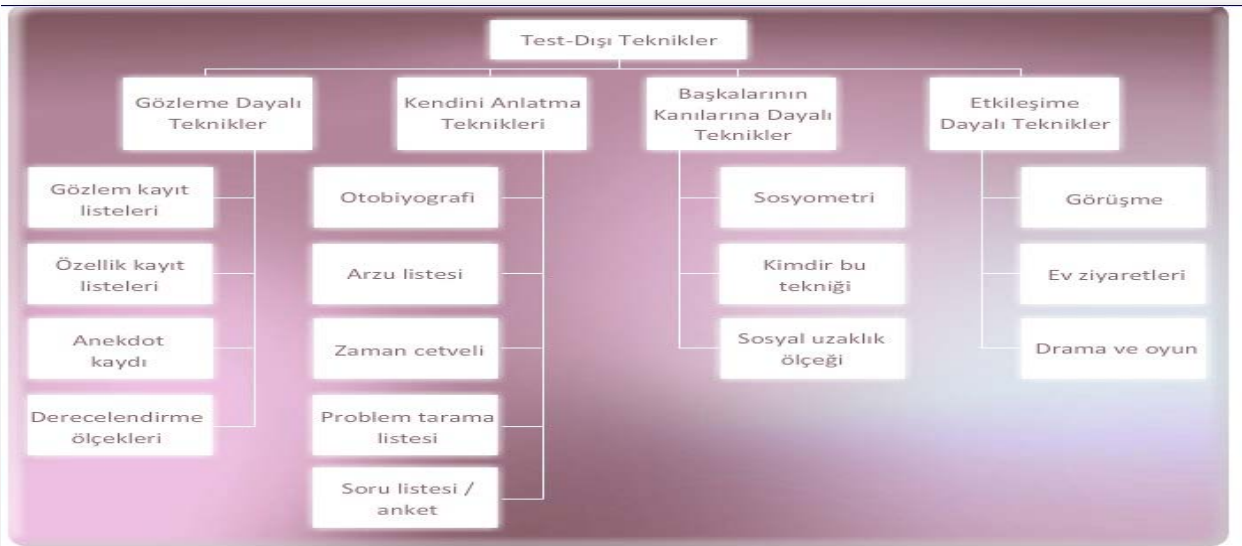 Test-Dışı Teknikler
Gözleme Dayalı
Teknikler
Kendini Anlatma
Teknikleri
Başkalarının
Kanılarına Dayalı
Teknikler
Etkileşime
Dayalı Teknikler
Gözlem kayıt
listeleri
Özellik kayıt
listeleri
Anekdot
kaydı
Derecelendirme
ölçekleri
Otobiyografi
Arzu listesi
Zaman cetveli
Problem tarama
listesi
Soru listesi /
anket
Sosyometri
Kimdir bu
tekniği
Sosyal uzaklık
ölçeği
Görüşme
Ev ziyaretleri
Drama ve oyun